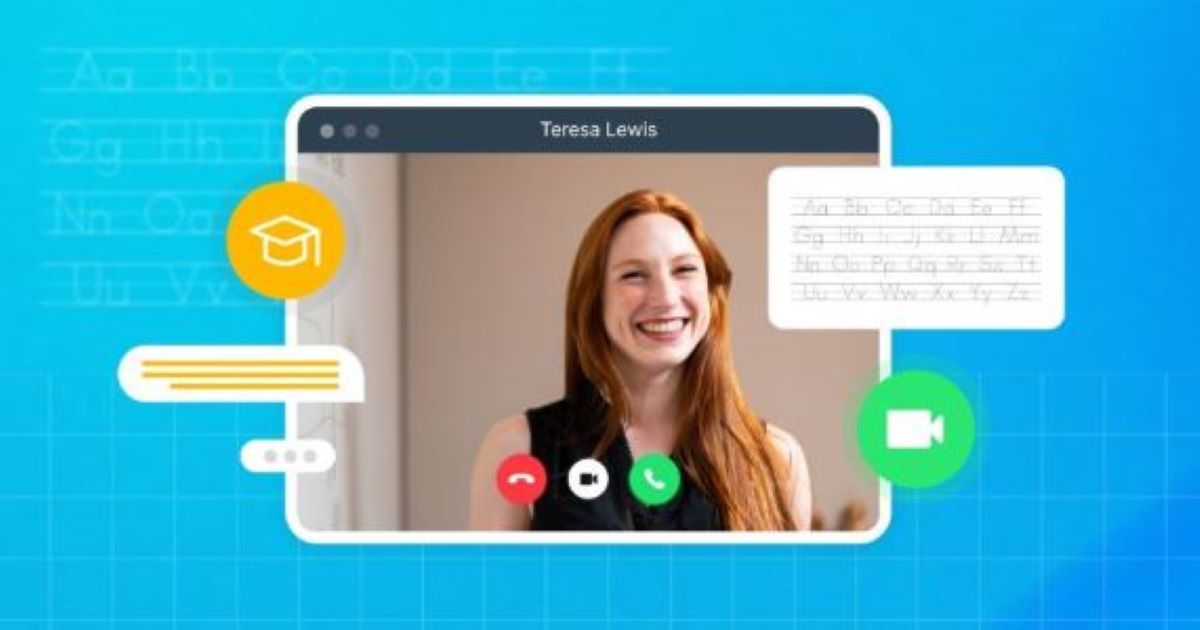 Aa Bb Cc Dd Ee Ff
Gg Hh
Nn Oo
Uu Vv
Teresa Lewis
Aa Bb Cc Dd Ee Ff
Gg Hh Ii Jj Kk Ll Mm
Nn Oo Pp Qq Rr Ss Tt
Uu Vv Ww Xx Yy Zz